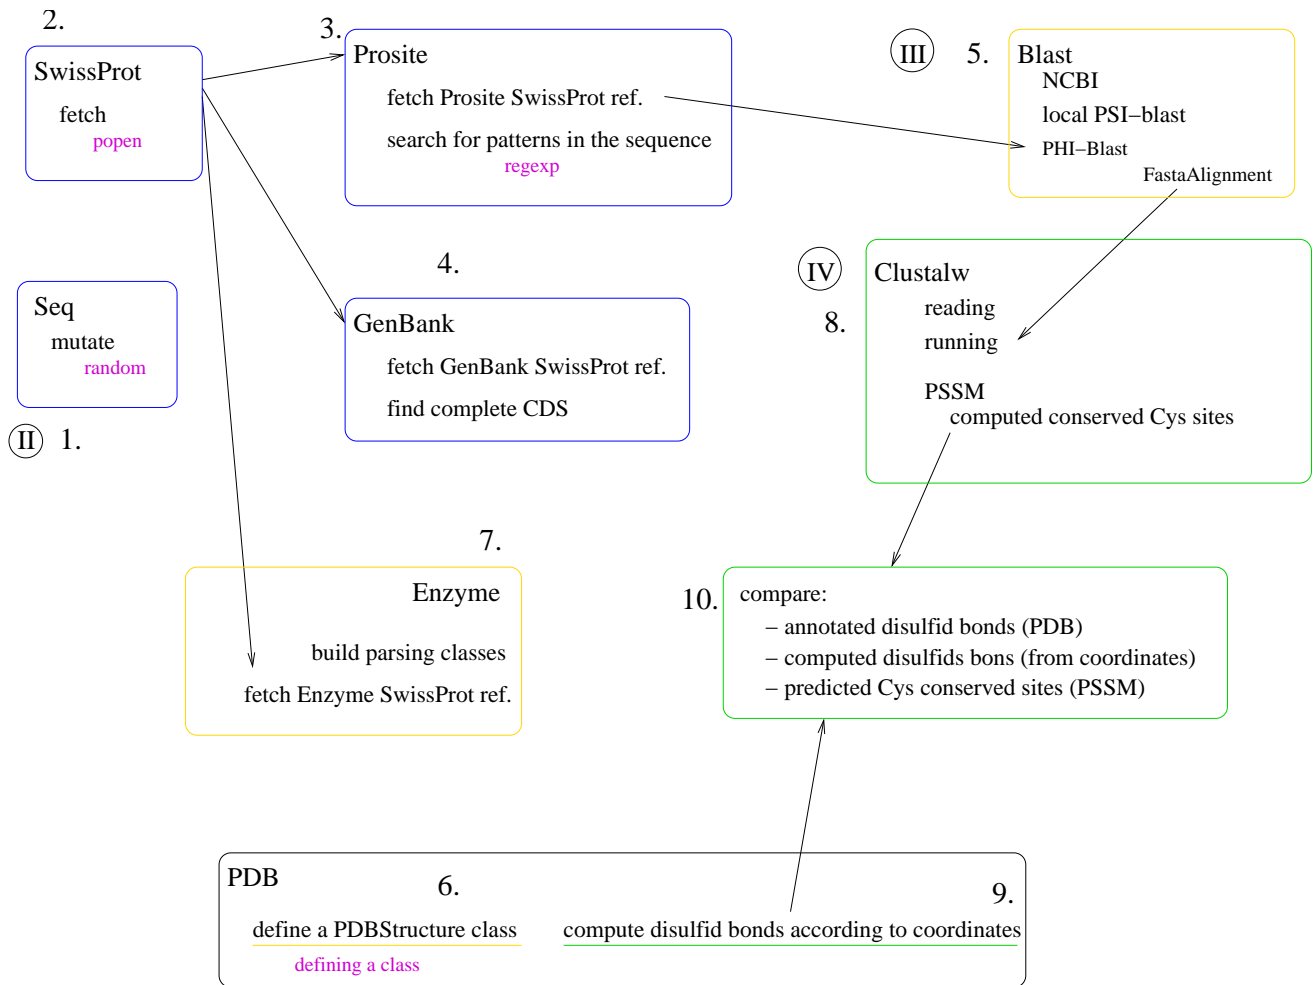 2.
SwissProt
fetch
popen
3.
Prosite
fetch Prosite SwissProt ref.
search for patterns in the sequence
regexp
III
5.
Blast
NCBI
local PSI–blast
PHI–Blast
FastaAlignment
Seq
mutate
random
II
1.
4.
GenBank
fetch GenBank SwissProt ref.
find complete CDS
IV
8.
Clustalw
reading
running
PSSM
computed conserved Cys sites
7.
Enzyme
build parsing classes
fetch Enzyme SwissProt ref.
10.
compare:
– annotated disulfid bonds (PDB)
– computed disulfids bons (from coordinates)
– predicted Cys conserved sites (PSSM)
PDB
6.
define a PDBStructure class
defining a class
9.
compute disulfid bonds according to coordinates